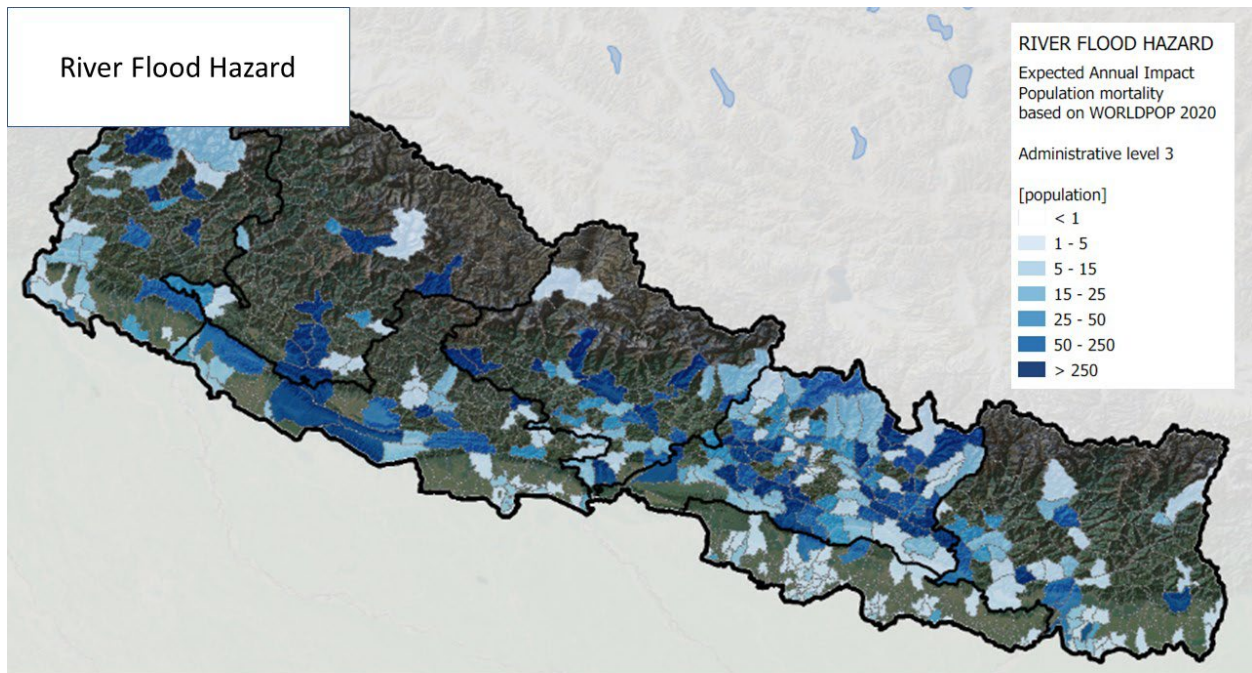 River Flood Hazard
RIVER FLOOD HAZARD
Expected Annual Impact
Population mortality
based on WORLDPOP 2020
Administrative level 3
[population]
< 1
1 - 5
5 - 15
15 - 25
25 - 50
50 - 250
> 250